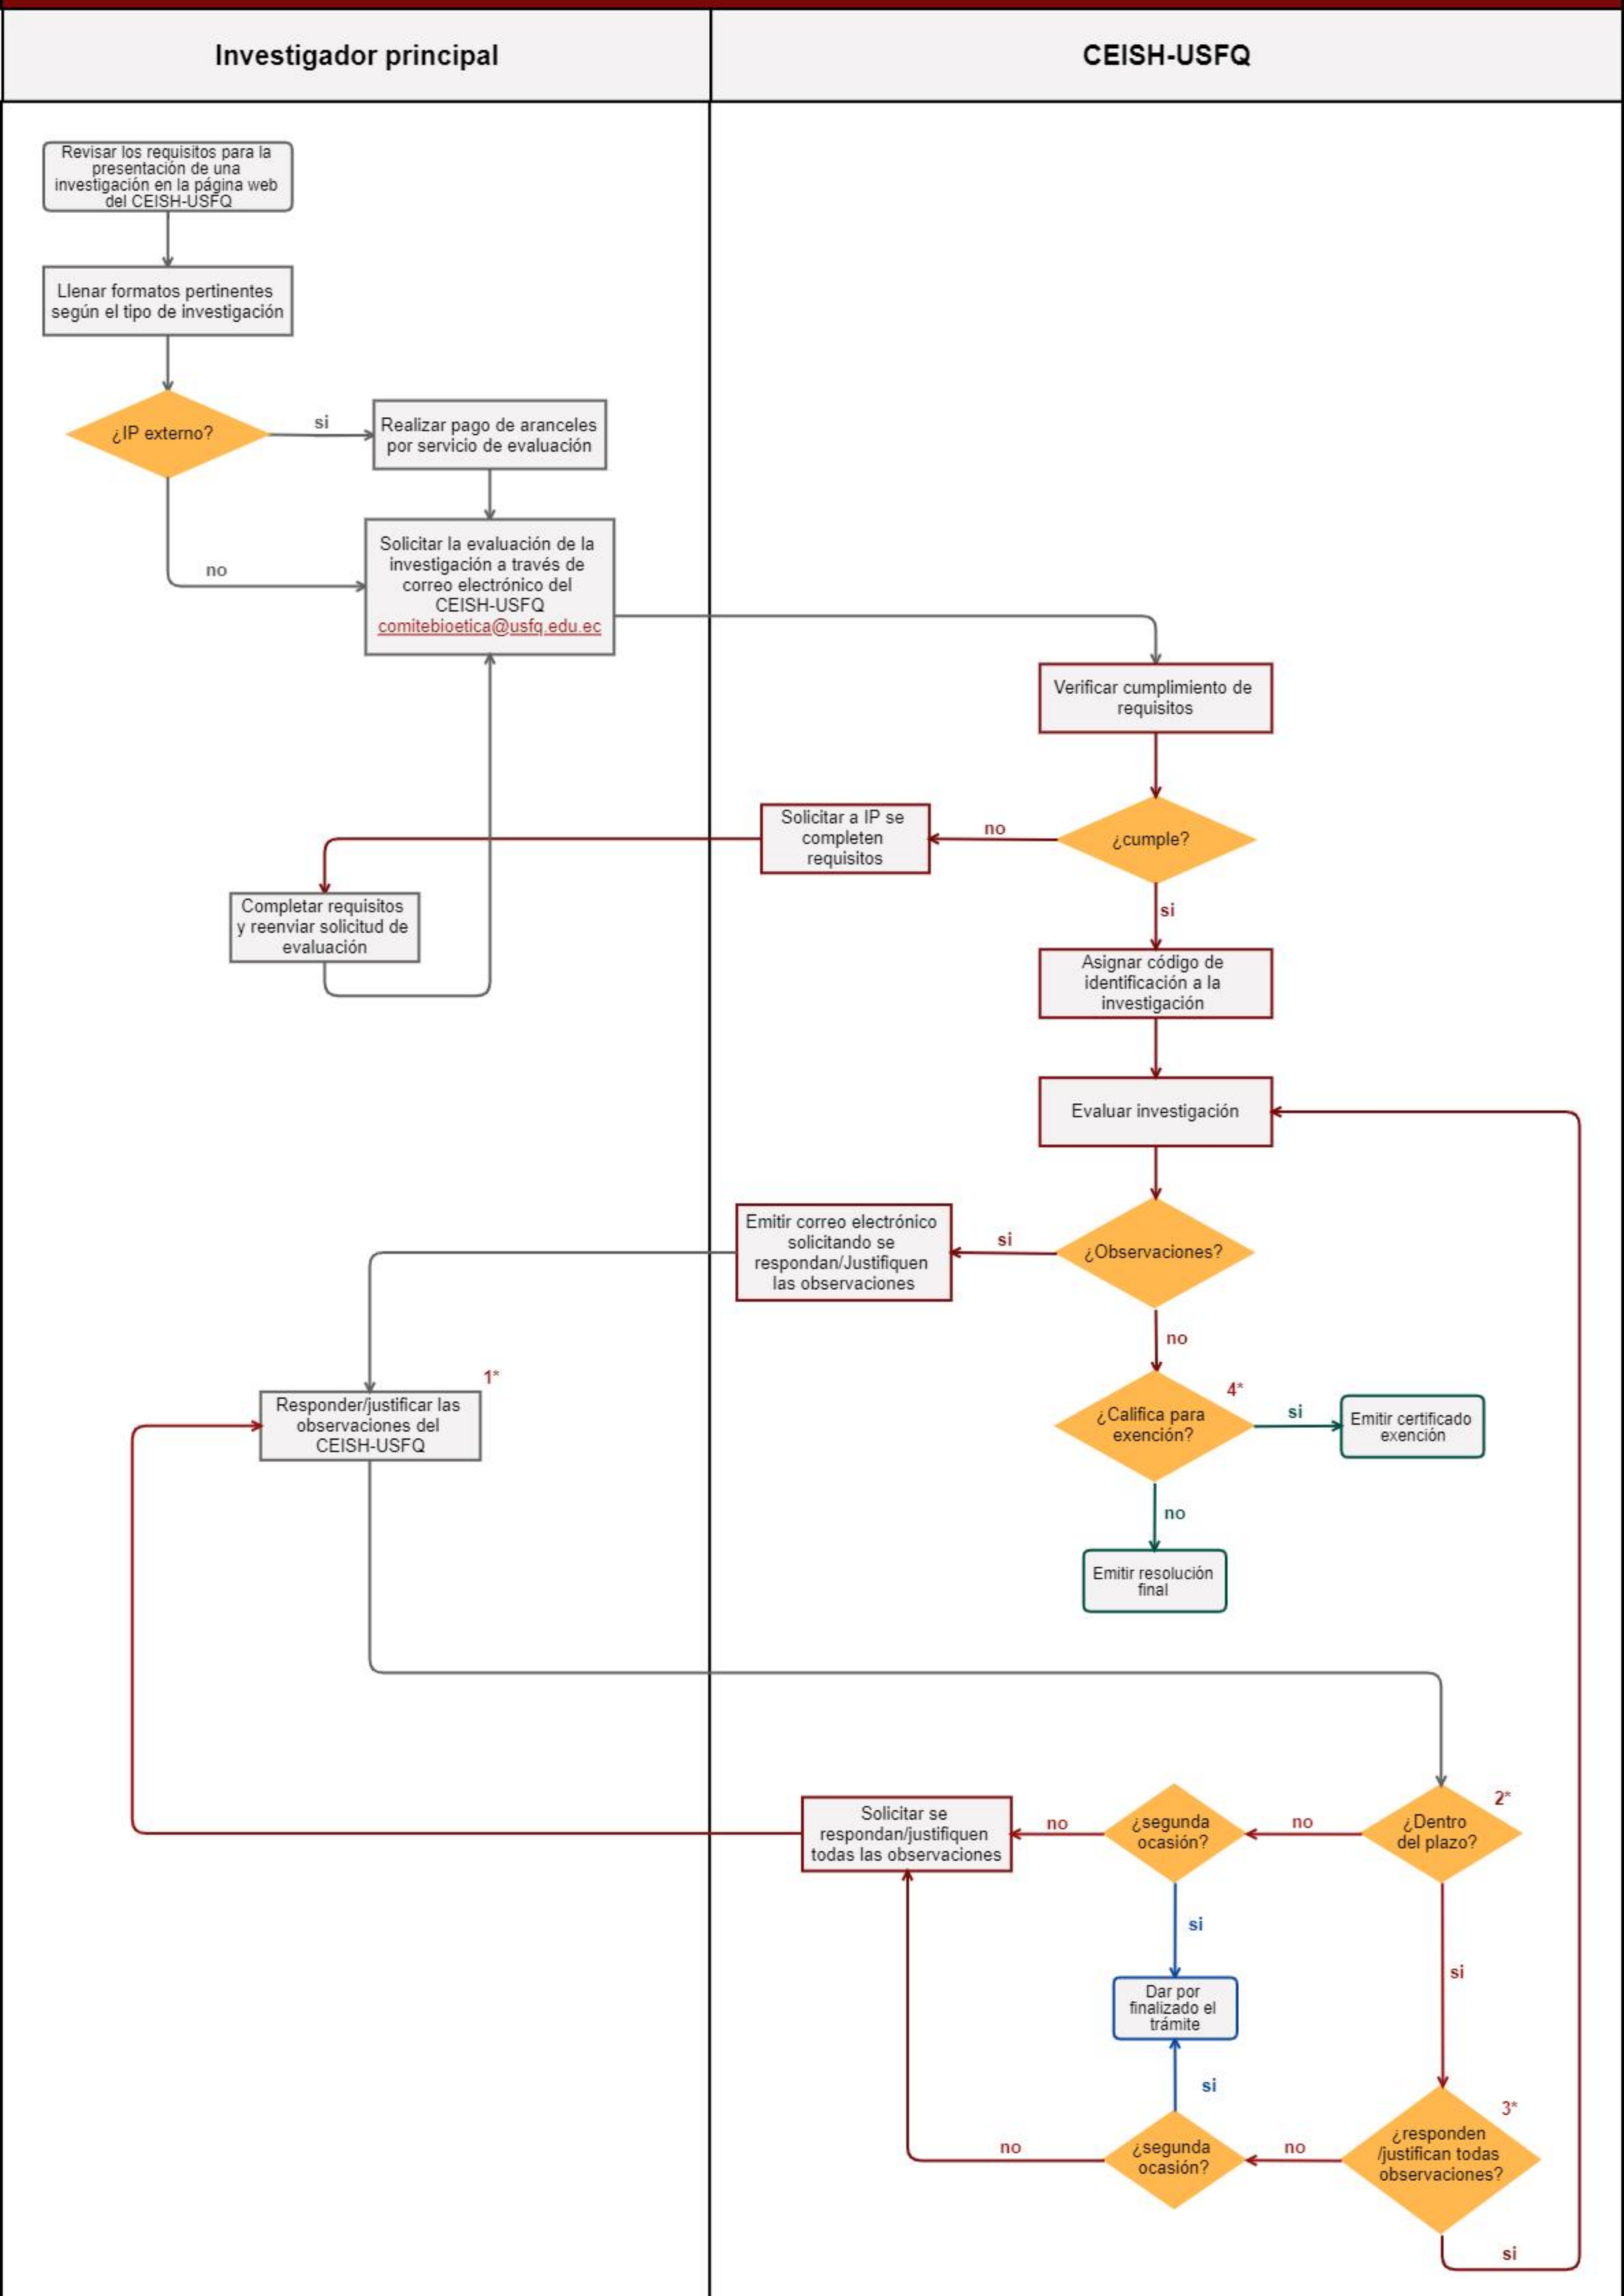 Investigador principal
CEISH-USFQ
Revisar los requisitos para la
presentación de una
investigación en la página web
del CEISH-USFQ
Llenar formatos pertinentes
según el tipo de investigación
¿IP externo?
si
Realizar pago de aranceles
por servicio de evaluación
no
Solicitar la evaluación de la
investigación a través de
correo electrónico del
CEISH-USFQ
comitebioetica@usfq.edu.ec
Verificar cumplimiento de
requisitos
¿cumple?
no
Solicitar a IP se
completen
requisitos
Completar requisitos
y reenviar solicitud de
evaluación
si
Asignar código de
identificación a la
investigación
Evaluar investigación
¿Observaciones?
si
Emitir correo electrónico
solicitando se
respondan/Justifiquen
las observaciones
no
1*
Responder/justificar las
observaciones del
CEISH-USFQ
4*
¿Califica para
exención?
si
Emitir certificado
exención
no
Emitir resolución
final
2*
¿Dentro
del plazo?
no
¿segunda
ocasión?
no
Solicitar se
respondan/justifiquen
todas las observaciones
si
si
Dar por
finalizado el
trámite
si
3*
¿responden
/justifican todas
observaciones?
no
¿segunda
ocasión?
no
si